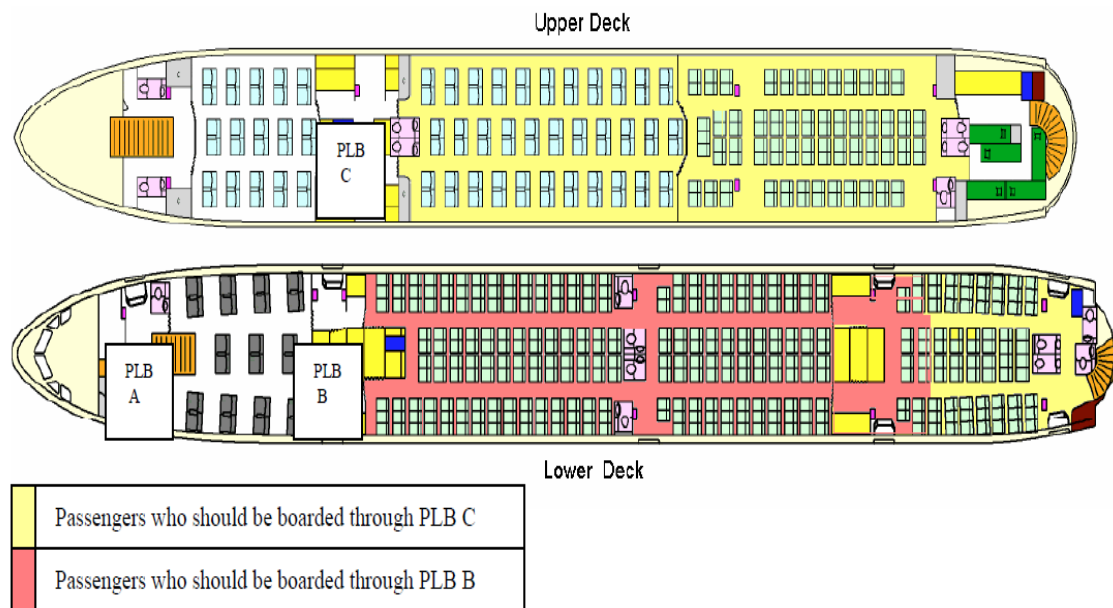 Upper Deck
PLB
C
PLB
A
PLB
B
Lower Deck
Passengers who should be boarded through PLB C
Passengers who should be boarded through PLB B